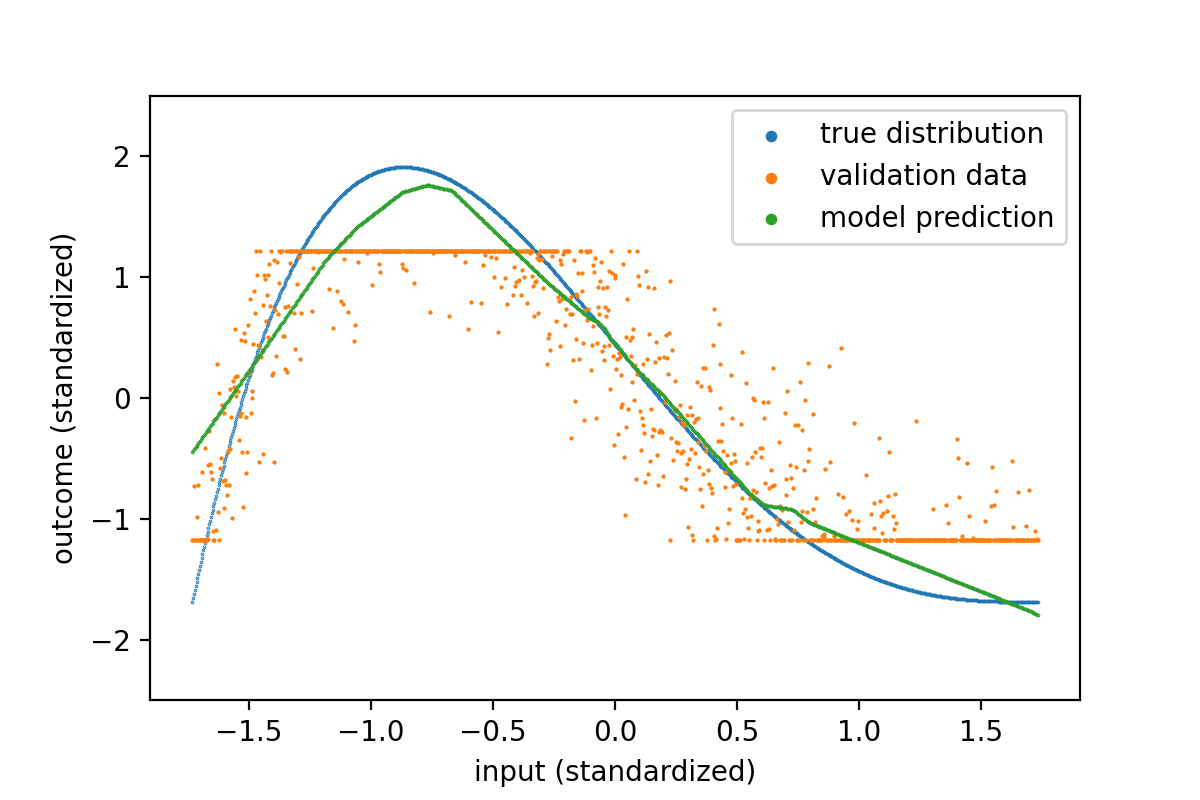 true distribution
validation data
model prediction
outcome (standardized)
2
1
0
−1
−2
−1.5
−1.0
−0.5
0.0
0.5
1.0
1.5
input (standardized)